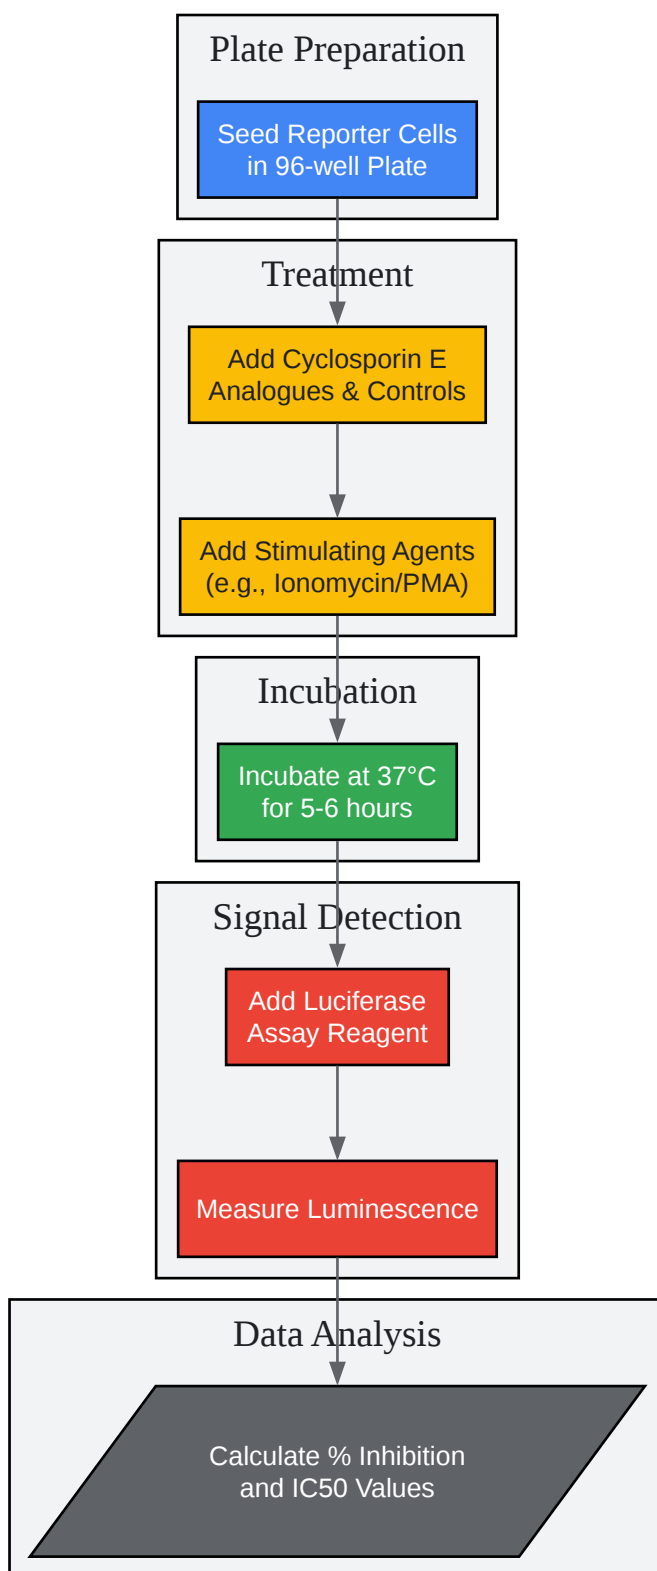 Plate Preparation
Seed Reporter Cells
in 96-well Plate
Treatment
Add Cyclosporin E
Analogues & Controls
Add Stimulating Agents
(e.g., Ionomycin/PMA)
Incubation
Incubate at 37°C
for 5-6 hours
Signal Detection
Add Luciferase
Assay Reagent
Measure Luminescence
Data Analysis
Calculate % Inhibition
and IC50 Values